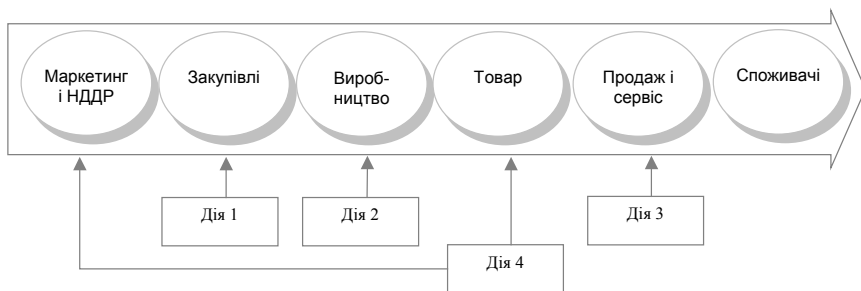 Маркетинг
і НДДР
Закупівлі
Вироб-
ництво
Товар
Продаж і
сервіс
Споживачі
Дія 1
Дія 2
Дія 3
Дія 4